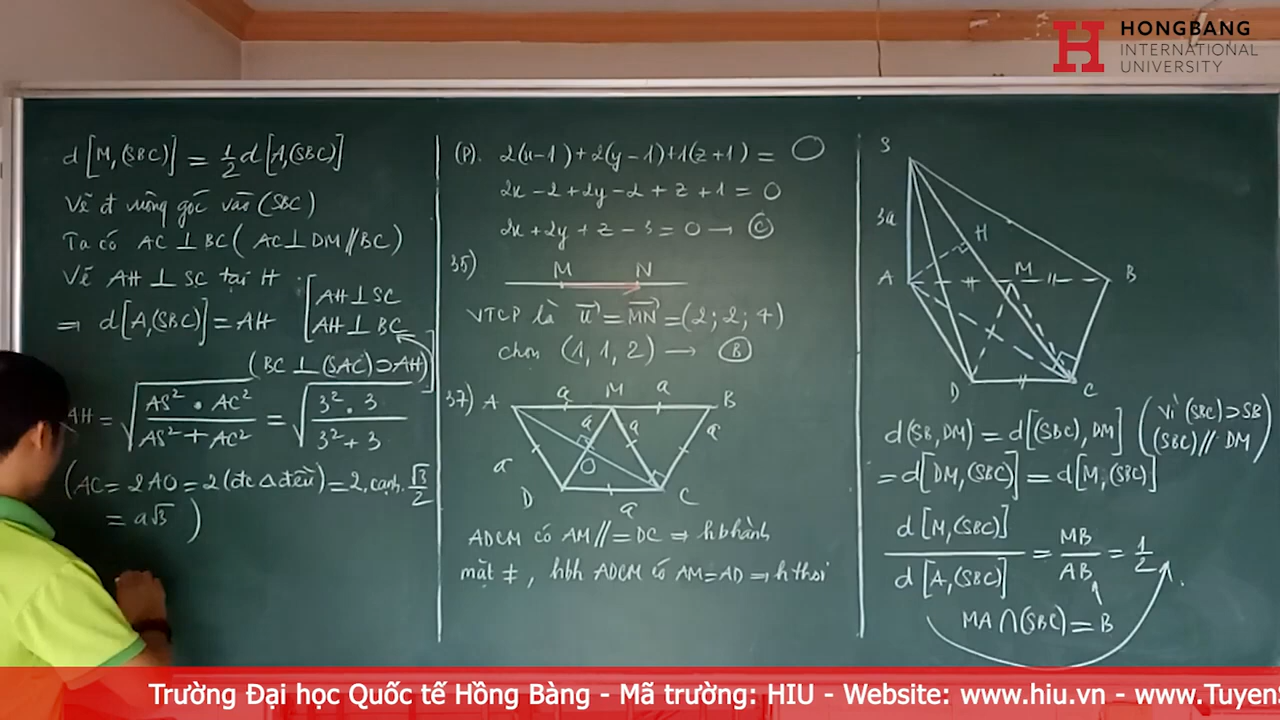 HONGBANG
INTERNATIONAL
UNIVERSITY
d[M,(SBC)] = 1/2 d[A,(SBC)]
Vẽ đt vuông góc vào (SBC)
Ta có AC ⊥ BC (AC ⊥ DM // BC)
Vẽ AH ⊥ SC tại H
⇒ d[A,(SBC)] = AH [AH ⊥ SC
AH ⊥ BC
(BC ⊥ (SAC) ⊃ AH)]
AH = √(AS² . AC² / AS² + AC²) = √(3² . 3 / 3² + 3)
(AC = 2AO = 2(đc Δ đều) = 2. cạnh. √3/2
= a√3)
(P). 2(x-1) + 2(y-1) + 1(z+1) = 0
2x - 2 + 2y - 2 + z + 1 = 0
2x + 2y + z - 3 = 0 → C
35)
M N
VTCP là u = MN = (2; 2; 4)
chọn (1, 1, 2) → B
37) A a M a B
a a a
a O
D a C
ADCM có AM // = DC ⇒ hbhành
mặt ‡, hbh ADCM có AM = AD ⇒ h thoi
S
3a
H
A M B
D C
d(SB,DM) = d[(SBC), DM] (Vì (SBC) ⊃ SB
(SBC) // DM)
= d[DM,(SBC)] = d[M,(SBC)]
d[M,(SBC)] / d[A,(SBC)] = MB / AB = 1/2
MA ∩ (SBC) = B
Trường Đại học Quốc tế Hồng Bàng - Mã trường: HIU - Website: www.hiu.vn - www.TuyenS